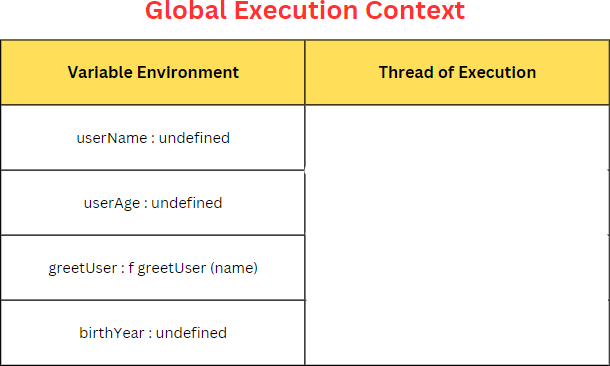 Global Execution Context
Variable Environment
Thread of Execution
userName : undefined
userAge : undefined
greetUser : f greetUser (name)
birthYear : undefined